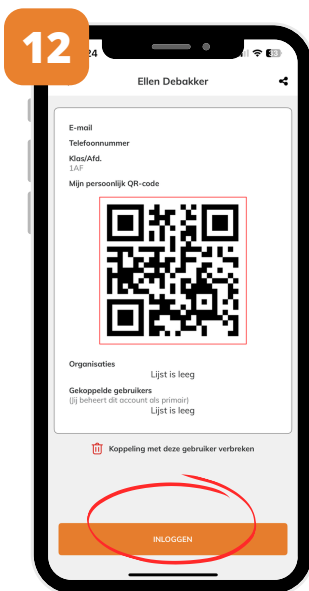 12
24
Ellen Debakker
E-mail
Telefoonnummer
Klas/Afd.
1AF
Mijn persoonlijk QR-code
Organisaties
Lijst is leeg
Gekoppelde gebruikers
(Jij beheert dit account als primair)
Lijst is leeg
Koppeling met deze gebruiker verbreken
INLOGGEN